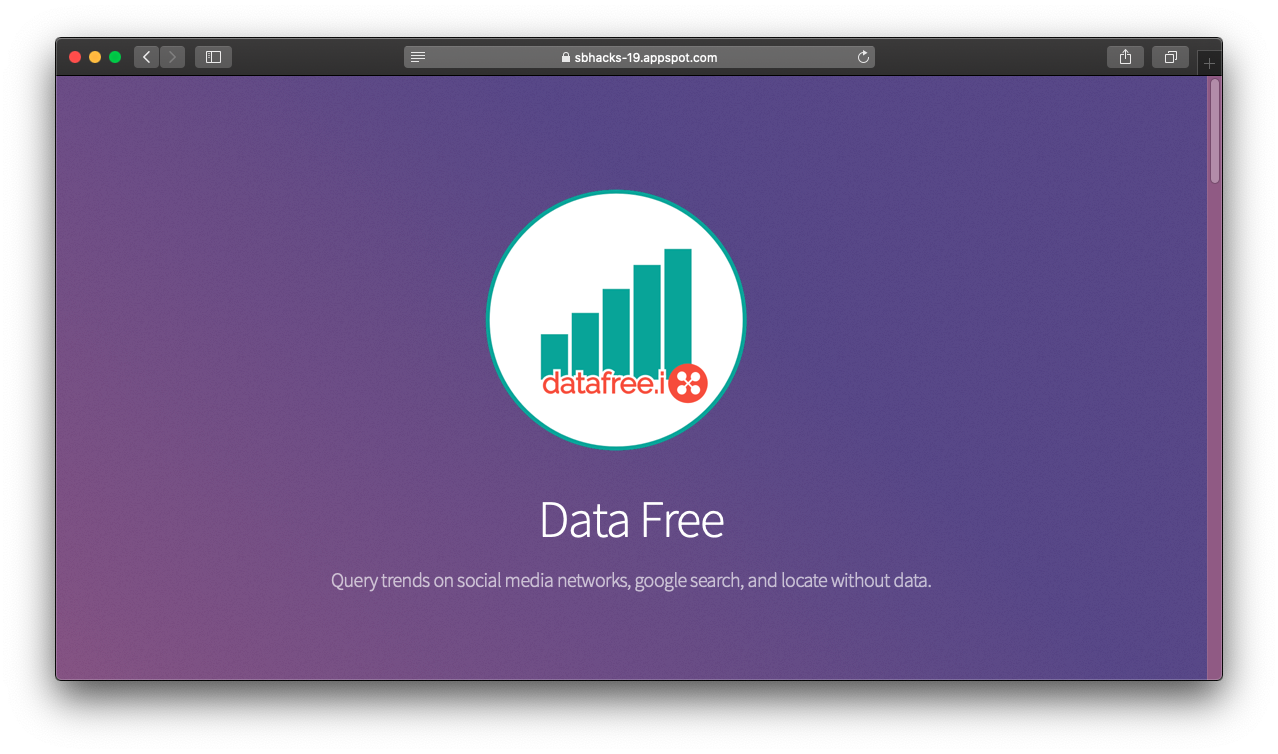 sbhacks-19.appspot.com
datafree.i
Data Free
Query trends on social media networks, google search, and locate without data.